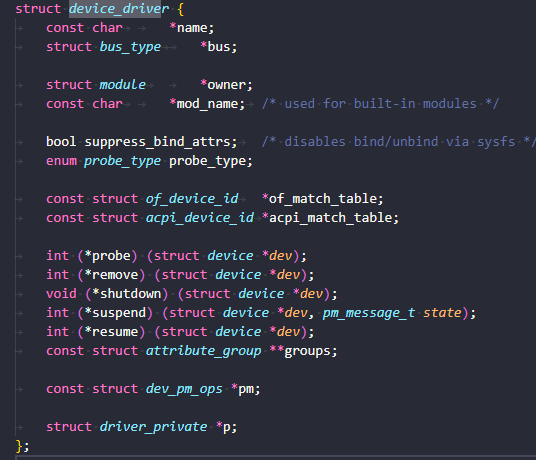 struct device_driver {
const char *name;
struct bus_type *bus;
struct module *owner;
const char *mod_name; /* used for built-in modules */
bool suppress_bind_attrs; /* disables bind/unbind via sysfs */
enum probe_type probe_type;
const struct of_device_id *of_match_table;
const struct acpi_device_id *acpi_match_table;
int (*probe) (struct device *dev);
int (*remove) (struct device *dev);
void (*shutdown) (struct device *dev);
int (*suspend) (struct device *dev, pm_message_t state);
int (*resume) (struct device *dev);
const struct attribute_group **groups;
const struct dev_pm_ops *pm;
struct driver_private *p;
};